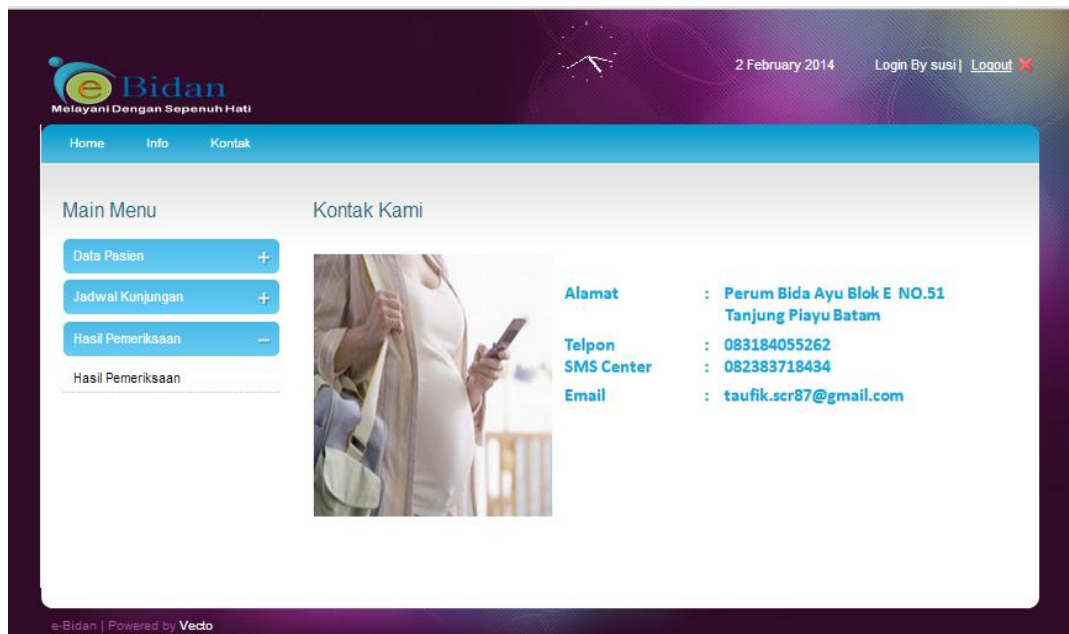 e Bidan
Melayani Dengan Sepenuh Hati
2 February 2014 Login By susi | Logout
Home Info Kontak
Main Menu
Data Pasien +
Jadwal Kunjungan +
Hasil Pemeriksaan −
Hasil Pemeriksaan
Kontak Kami
Alamat : Perum Bida Ayu Blok E NO.51
Tanjung Piayu Batam
Telpon : 083184055262
SMS Center : 082383718434
Email : taufik.scr87@gmail.com
e-Bidan | Powered by Vecto